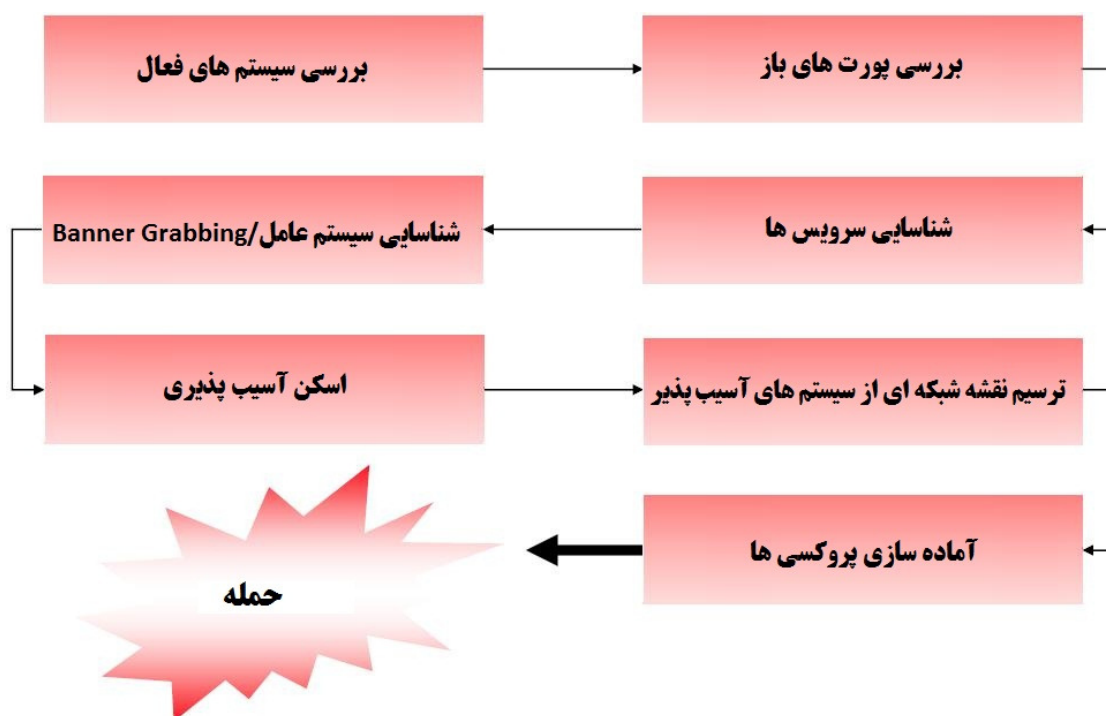 بررسی سیستم های فعال
بررسی پورت های باز
شناسایی سرویس ها
شناسایی سیستم عامل/Banner Grabbing
اسکن آسیب پذیری
ترسیم نقشه شبکه ای از سیستم های آسیب پذیر
آماده سازی پروکسی ها
حمله